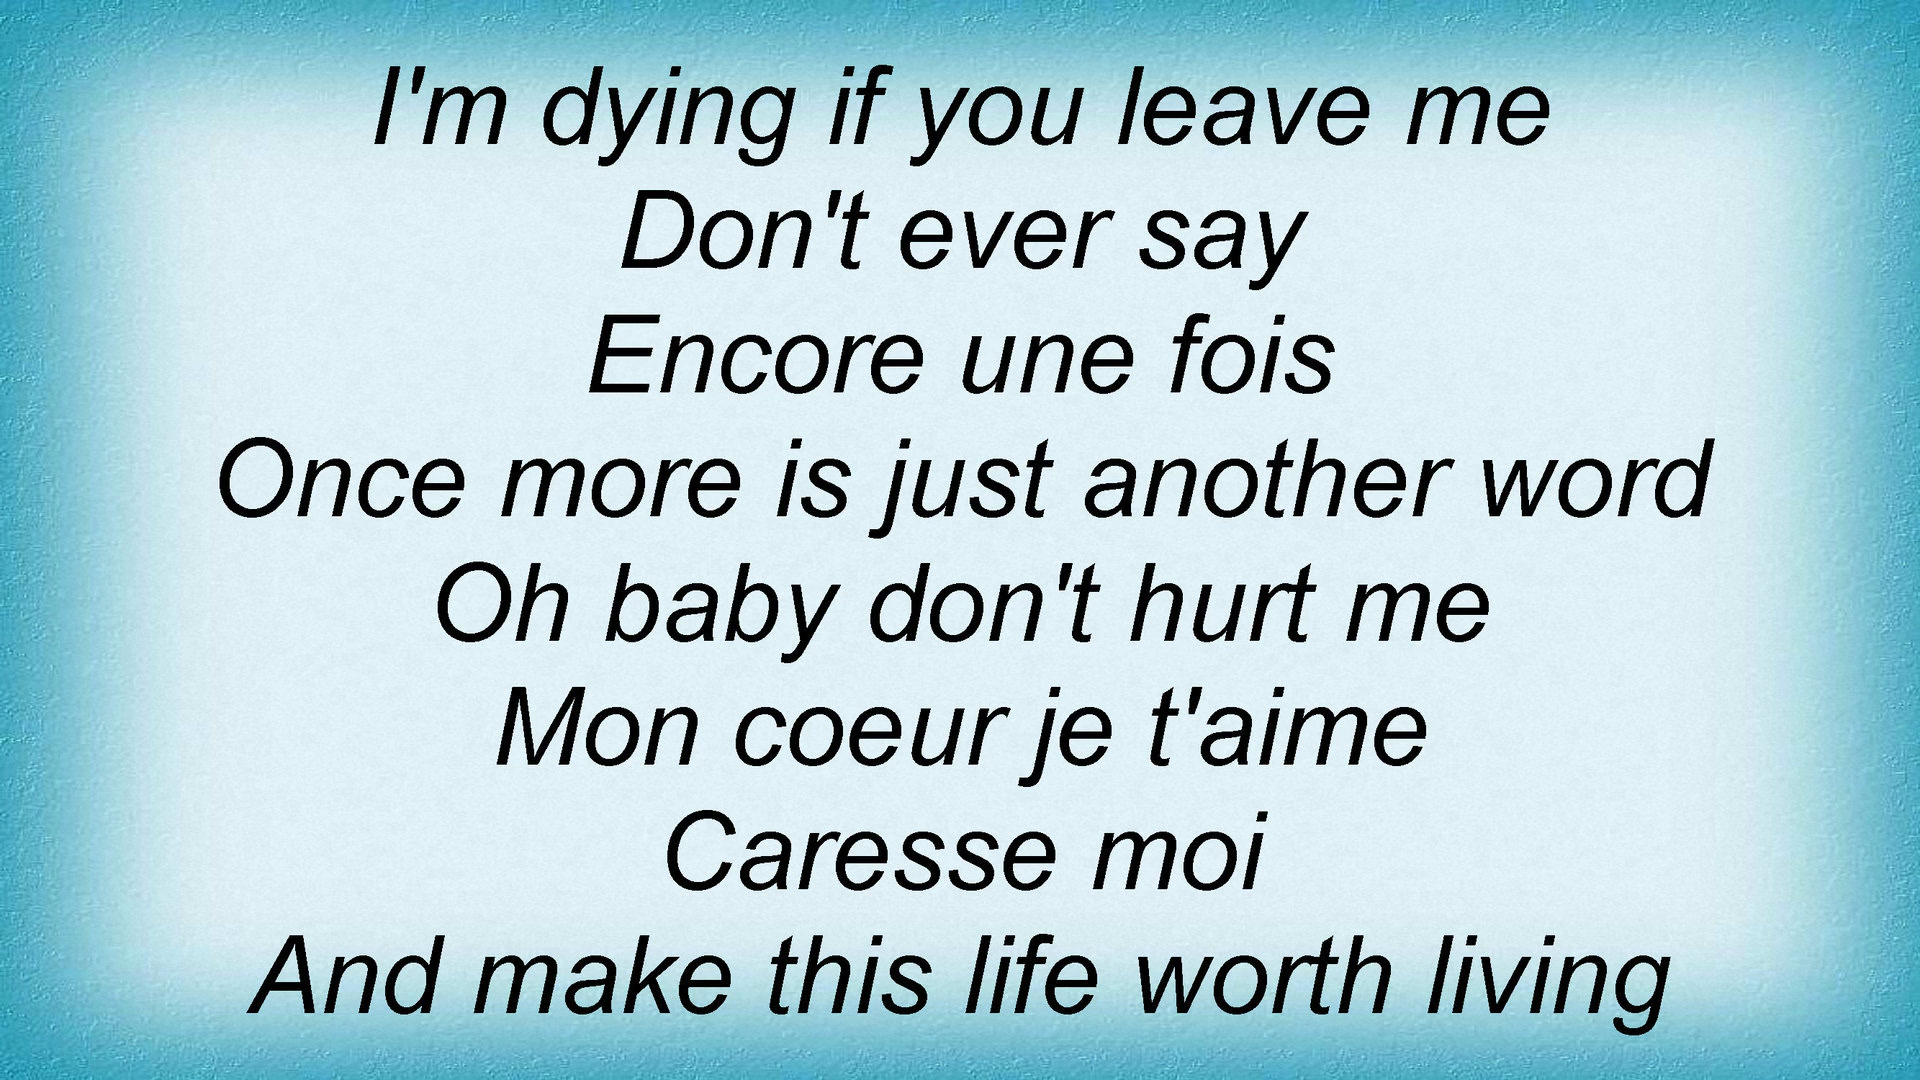 I'm dying if you leave me
Don't ever say
Encore une fois
Once more is just another word
Oh baby don't hurt me
Mon coeur je t'aime
Caresse moi
And make this life worth living